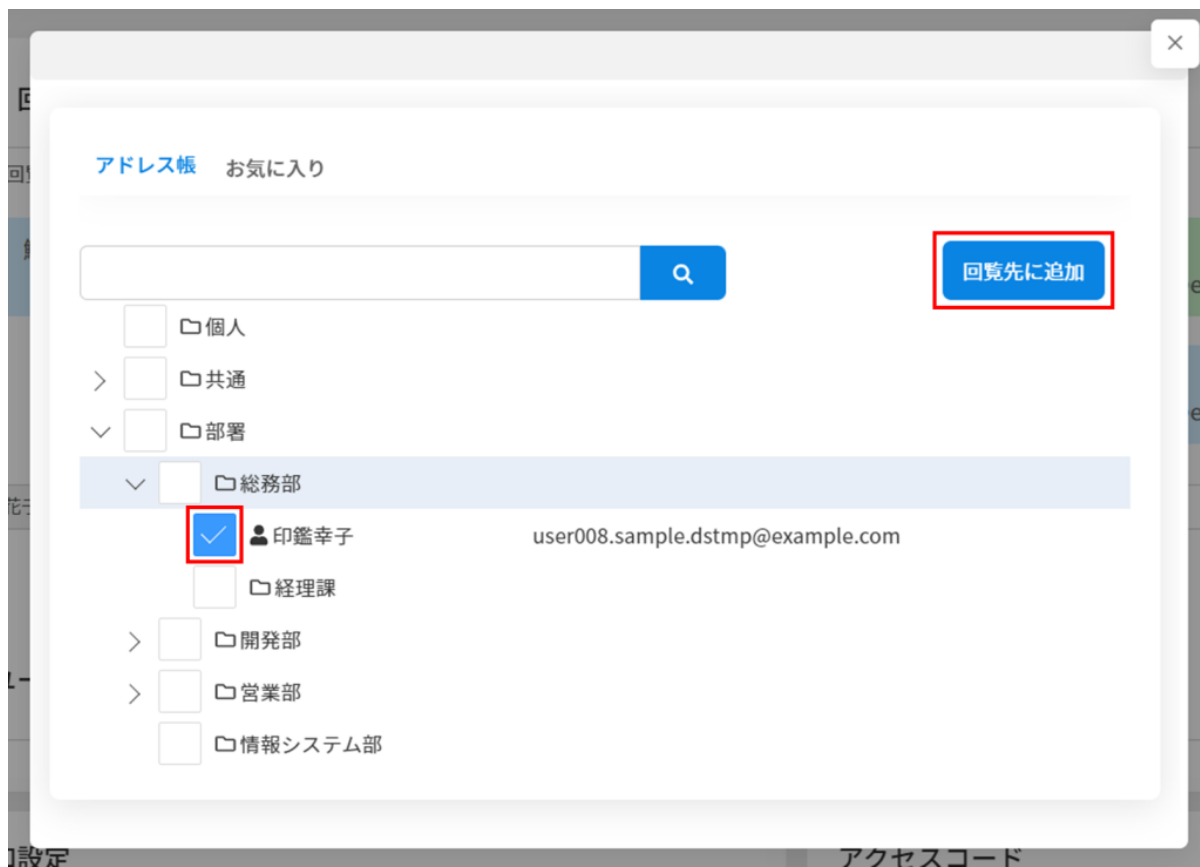 アドレス帳 お気に入り
回覧先に追加
個人
共通
部署
総務部
印鑑幸子 user008.sample.dstmp@example.com
経理課
開発部
営業部
情報システム部
設定
アクセスコード